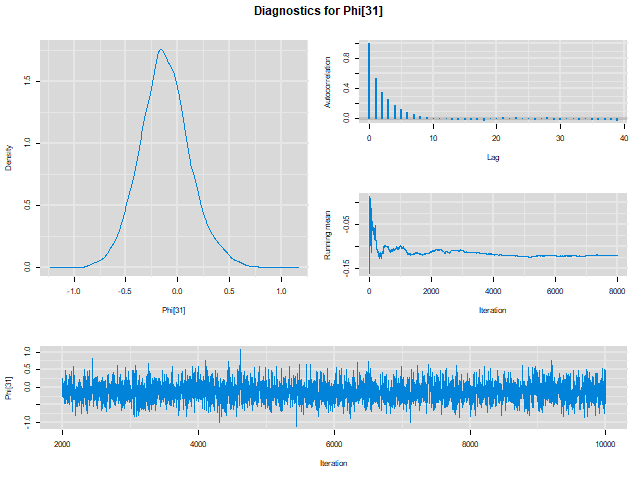 Diagnostics for Phi[31]
Density
0.0 0.5 1.0 1.5
-1.0 -0.5 0.0 0.5 1.0
Phi[31]
Autocorrelation
0.0 0.4 0.8
0 10 20 30 40
Lag
Running mean
-0.15 -0.05
0 2000 4000 6000 8000
Iteration
Phi[31]
-1.0 0.0 0.5 1.0
2000 4000 6000 8000 10000
Iteration